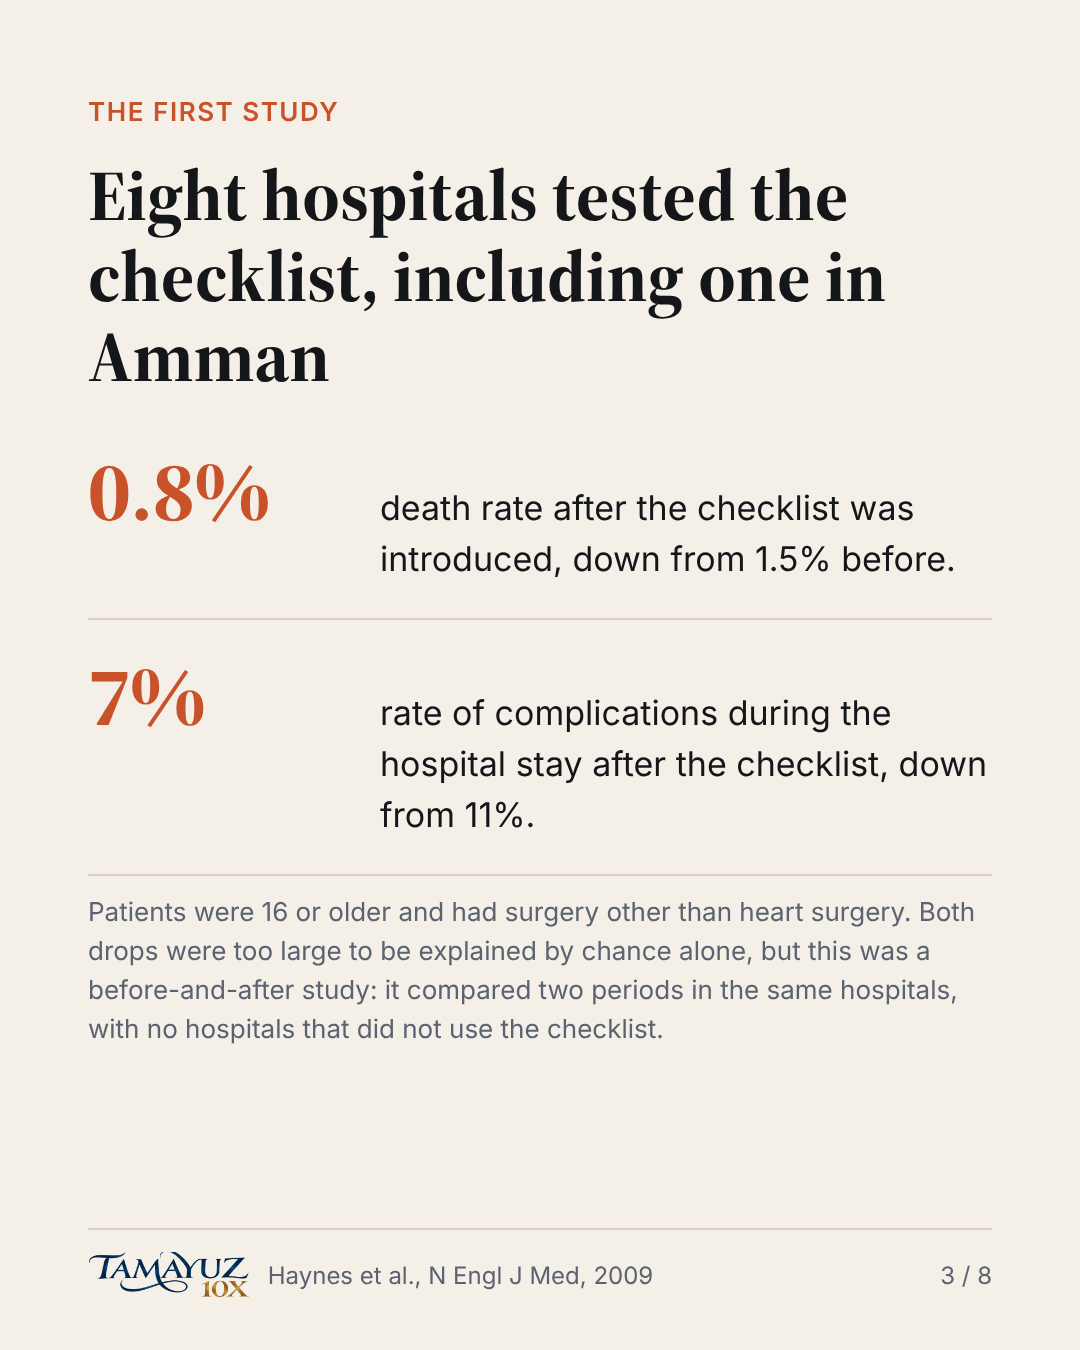 THE FIRST STUDY
Eight hospitals tested the
checklist, including one in
Amman
0.8%
death rate after the checklist was
introduced, down from 1.5% before.
7%
rate of complications during the
hospital stay after the checklist, down
from 11%.
Patients were 16 or older and had surgery other than heart surgery. Both
drops were too large to be explained by chance alone, but this was a
before-and-after study: it compared two periods in the same hospitals,
with no hospitals that did not use the checklist.
TAMAYUZ
10X
Haynes et al., N Engl J Med, 2009
3 / 8